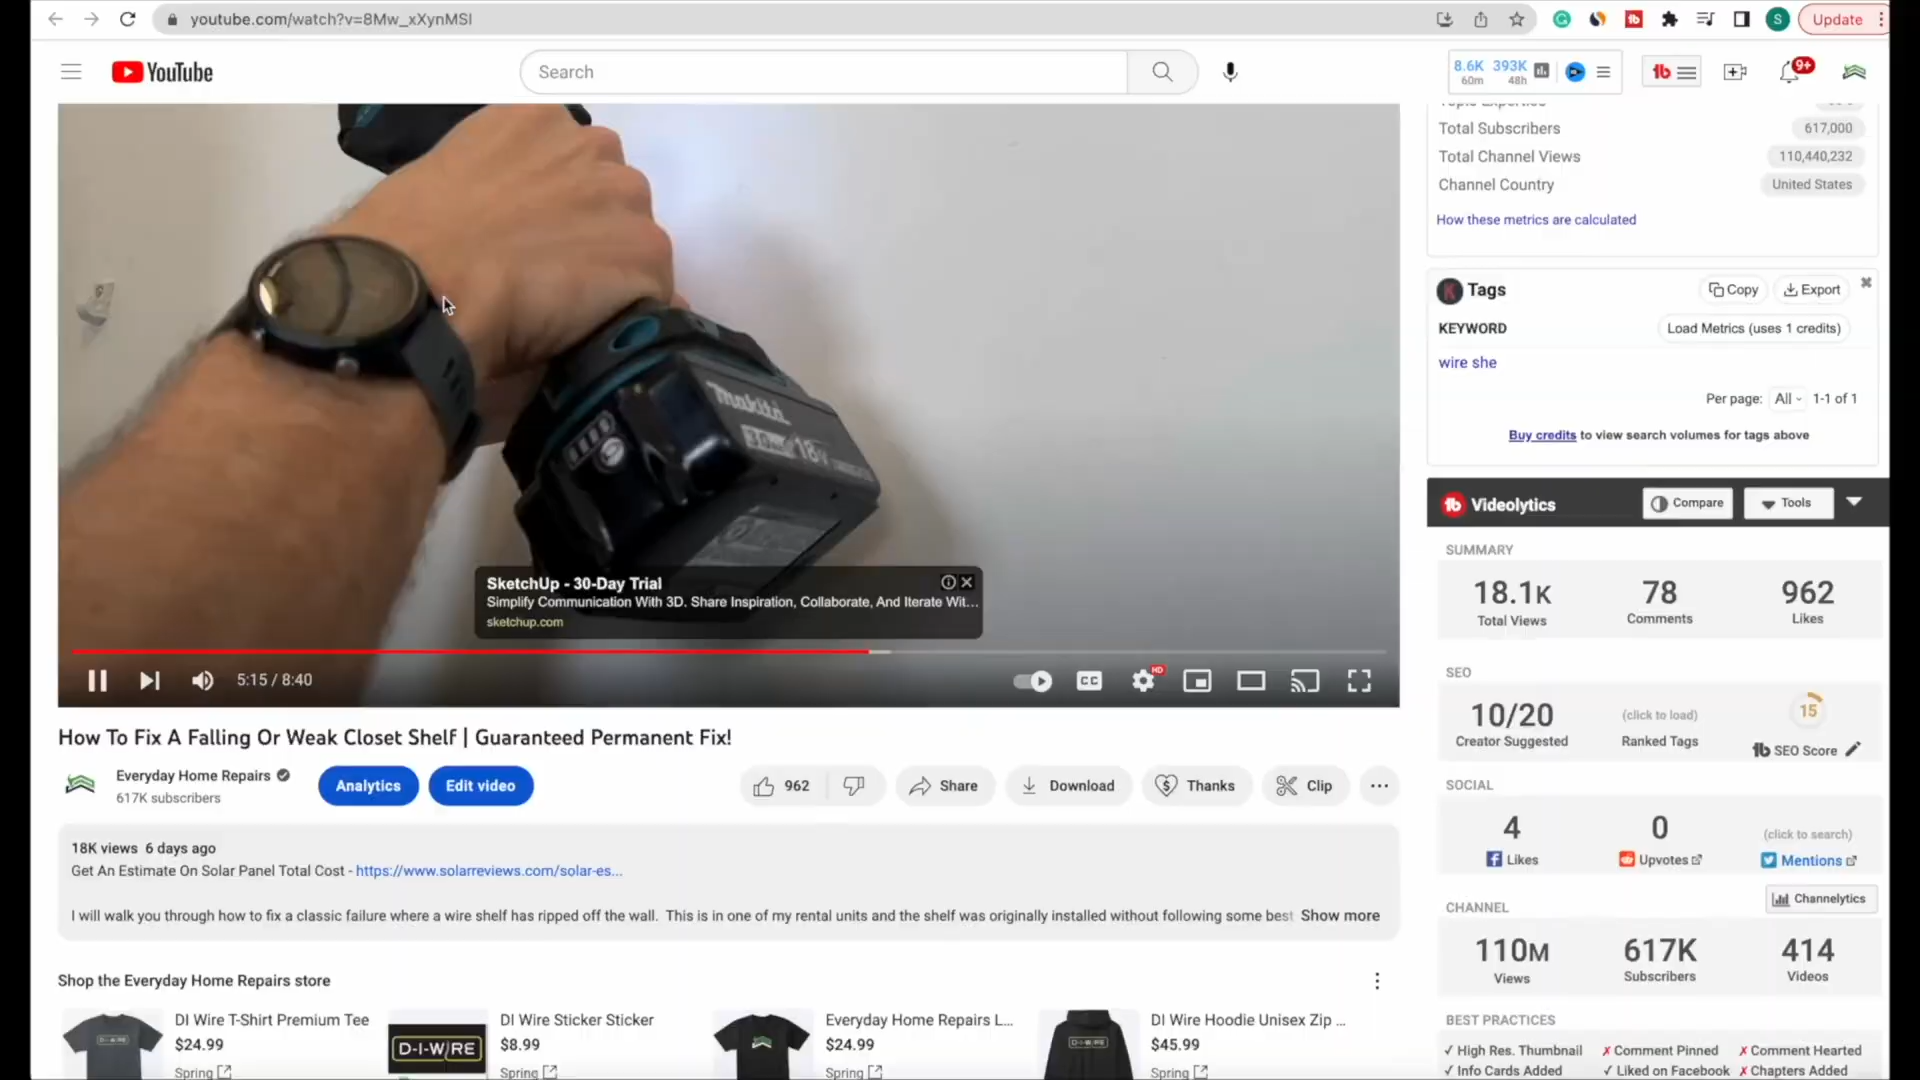 youtube.com/watch?v=8Mw_xXynMSI
Update
YouTube
Search
8.6K 393K
60m 48h
9+
S
Total Subscribers 617,000
Total Channel Views 110,440,232
Channel Country United States
How these metrics are calculated
Tags Copy Export
KEYWORD Load Metrics (uses 1 credits)
wire she
Per page: All 1-1 of 1
Buy credits to view search volumes for tags above
makita
18V
SketchUp - 30-Day Trial
Simplify Communication With 3D. Share Inspiration, Collaborate, And Iterate Wit...
sketchup.com
5:15 / 8:40
CC
HD
How To Fix A Falling Or Weak Closet Shelf | Guaranteed Permanent Fix!
Everyday Home Repairs
617K subscribers
Analytics
Edit video
962
Share
Download
Thanks
Clip
18K views 6 days ago
Get An Estimate On Solar Panel Total Cost - https://www.solarreviews.com/solar-es...
I will walk you through how to fix a classic failure where a wire shelf has ripped off the wall. This is in one of my rental units and the shelf was originally installed without following some best Show more
Shop the Everyday Home Repairs store
DI Wire T-Shirt Premium Tee
$24.99
Spring
D-I-WIRE
DI Wire Sticker Sticker
$8.99
Spring
Everyday Home Repairs L...
$24.99
Spring
DI Wire Hoodie Unisex Zip ...
$45.99
Spring
Videolytics
Compare
Tools
SUMMARY
18.1K 78 962
Total Views Comments Likes
SEO
10/20 (click to load) 15
Creator Suggested Ranked Tags SEO Score
SOCIAL
4 0 (click to search)
Likes Upvotes Mentions
CHANNEL Channelytics
110M 617K 414
Views Subscribers Videos
BEST PRACTICES
✓ High Res. Thumbnail ✗ Comment Pinned ✗ Comment Hearted
✓ Info Cards Added ✓ Liked on Facebook ✗ Chapters Added